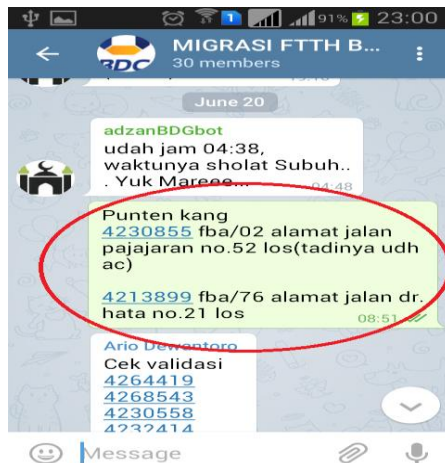 91% 23:00
BDC
MIGRASI FTTH B...
30 members
June 20
adzanBDGbot
udah jam 04:38,
waktunya sholat Subuh..
. Yuk Mareee... 04:48
Punten kang
4230855 fba/02 alamat jalan
pajajaran no.52 los(tadinya udh
ac)
4213899 fba/76 alamat jalan dr.
hata no.21 los
08:51
Ario Dewantoro
Cek validasi
4264419
4268543
4230558
4232414
Message